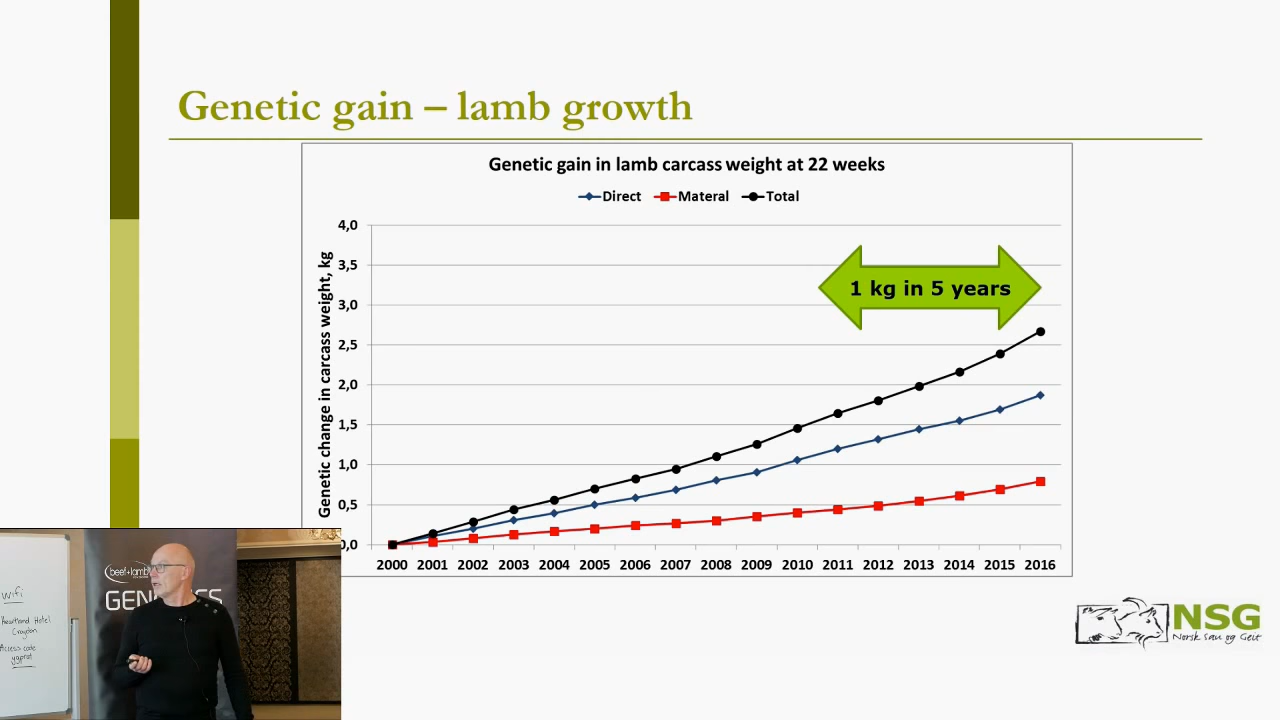 Genetic gain – lamb growth
Genetic gain in lamb carcass weight at 22 weeks
Direct Materal Total
Genetic change in carcass weight, kg
4,0
3,5
3,0
2,5
2,0
1,5
1,0
0,5
0,0
1 kg in 5 years
2000 2001 2002 2003 2004 2005 2006 2007 2008 2009 2010 2011 2012 2013 2014 2015 2016
NSG
Norsk Sau og Geit
beef+lamb
GEN
CS
Wifi
Heartland Hotel
Croydon
Access code